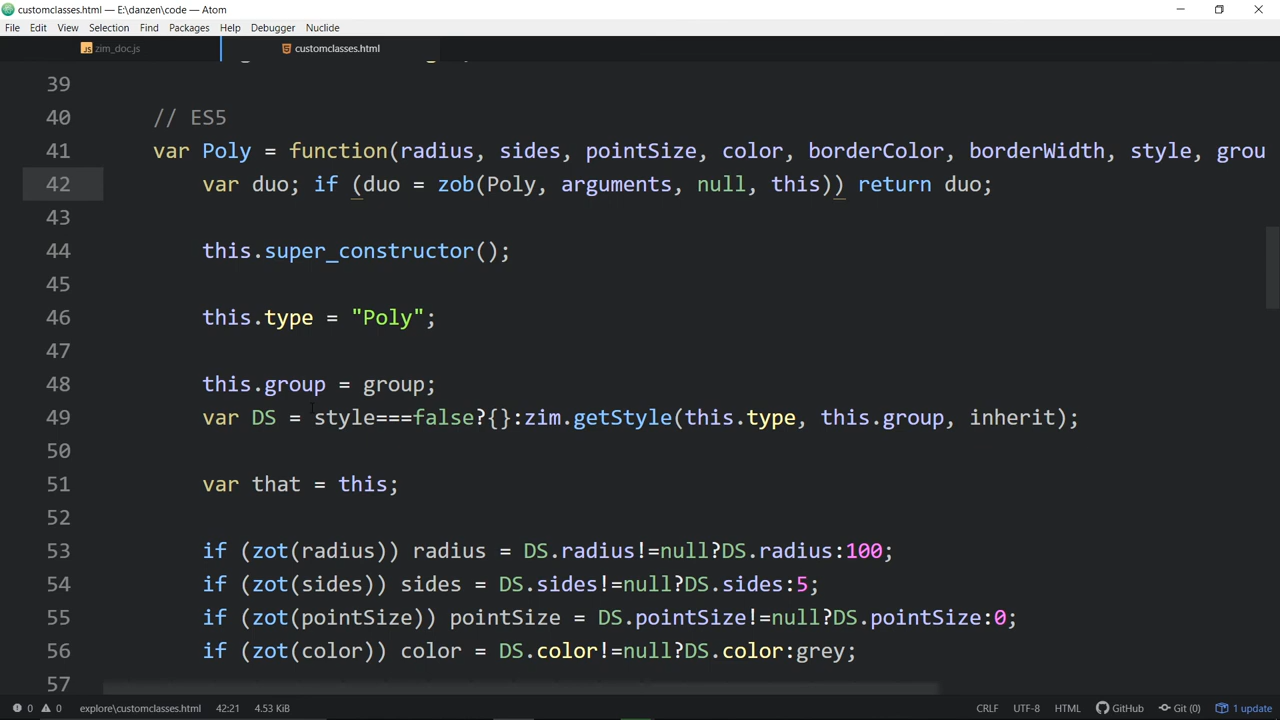 customclasses.html — E:\danzen\code — Atom
File Edit View Selection Find Packages Help Debugger Nuclide
JS zim_doc.js customclasses.html
39
40 // ES5
41 var Poly = function(radius, sides, pointSize, color, borderColor, borderWidth, style, grou
42 var duo; if (duo = zob(Poly, arguments, null, this)) return duo;
43
44 this.super_constructor();
45
46 this.type = "Poly";
47
48 this.group = group;
49 var DS = style===false?{}:zim.getStyle(this.type, this.group, inherit);
50
51 var that = this;
52
53 if (zot(radius)) radius = DS.radius!=null?DS.radius:100;
54 if (zot(sides)) sides = DS.sides!=null?DS.sides:5;
55 if (zot(pointSize)) pointSize = DS.pointSize!=null?DS.pointSize:0;
56 if (zot(color)) color = DS.color!=null?DS.color:grey;
57
0 0 explore\customclasses.html 42:21 4.53 KiB CRLF UTF-8 HTML GitHub Git (0) 1 update